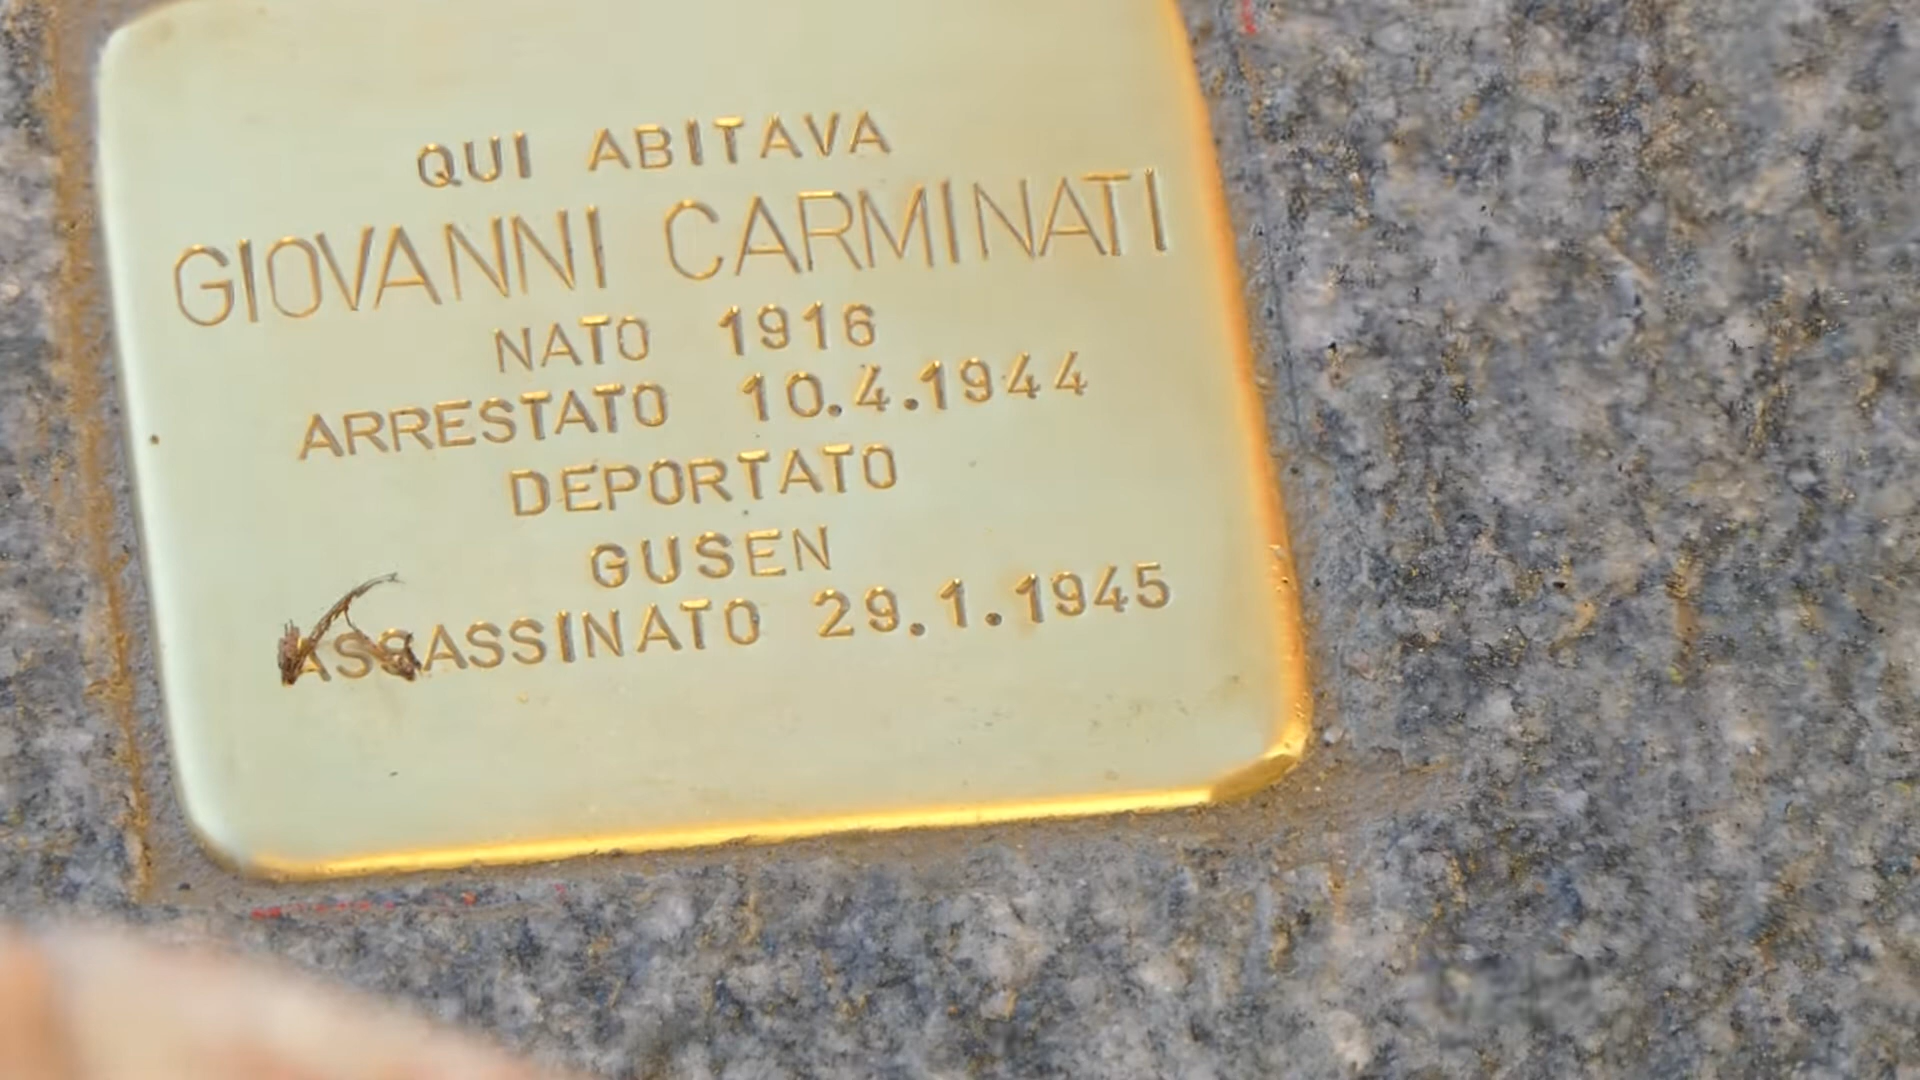 QUI ABITAVA
GIOVANNI CARMINATI
NATO 1916
ARRESTATO 10.4.1944
DEPORTATO
GUSEN
ASSASSINATO 29.1.1945